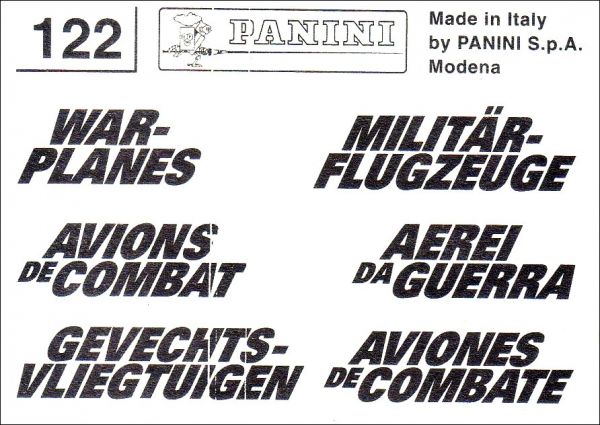 122
PANINI
Made in Italy
by PANINI S.p.A.
Modena
WAR-
PLANES
MILITÄR-
FLUGZEUGE
AVIONS
DE COMBAT
AEREI
DA GUERRA
GEVECHTS-
VLIEGTUIGEN
AVIONES
DE COMBATE